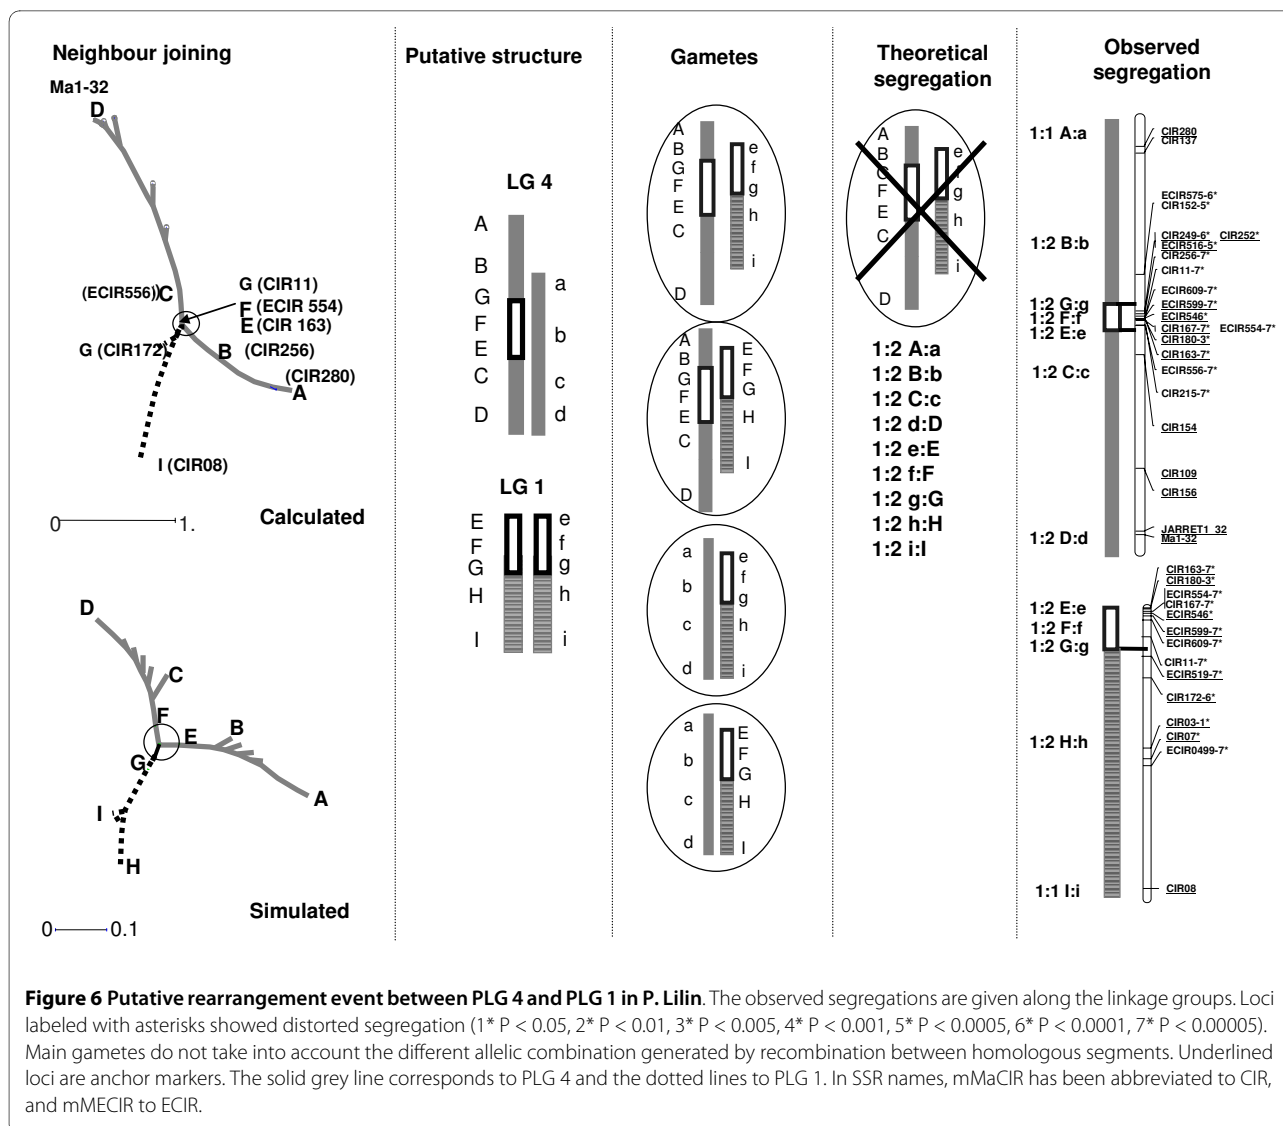 Neighbour joining
Ma1-32
D
(ECIR556))C
G (CIR11)
F (ECIR 554)
E (CIR 163)
G (CIR172)
B (CIR256)
(CIR280)
A
I (CIR08)
0 1.
Calculated
D
C
F
E
B
G
A
I
H
Simulated
0 0.1
Putative structure
LG 4
A
B
G
F
E
C
D
a
b
c
d
LG 1
E
F
G
H
I
e
f
g
h
i
Gametes
A
B
G
F
E
C
D
e
f
g
h
i
A
B
G
F
E
C
D
E
F
G
H
I
a
b
c
d
e
f
g
h
i
a
b
c
d
E
F
G
H
I
Theoretical
segregation
A
B
G
F
E
C
D
e
f
g
h
i
1:2 A:a
1:2 B:b
1:2 C:c
1:2 d:D
1:2 e:E
1:2 f:F
1:2 g:G
1:2 h:H
1:2 i:I
Observed
segregation
1:1 A:a
1:2 B:b
1:2 G:g
1:2 F:f
1:2 E:e
1:2 C:c
1:2 D:d
CIR280
CIR137
ECIR575-6*
CIR152-5*
CIR249-6* CIR252*
ECIR516-5*
CIR256-7*
CIR11-7*
ECIR609-7*
ECIR599-7*
ECIR546*
CIR167-7* ECIR554-7*
CIR180-3*
CIR163-7*
ECIR556-7*
CIR215-7*
CIR154
CIR109
CIR156
JARRET1_32
Ma1-32
1:2 E:e
1:2 F:f
1:2 G:g
1:2 H:h
1:1 I:i
CIR163-7*
CIR180-3*
ECIR554-7*
CIR167-7*
ECIR546*
ECIR599-7*
ECIR609-7*
CIR11-7*
ECIR519-7*
CIR172-6*
CIR03-1*
CIR07*
ECIR0499-7*
CIR08
Figure 6 Putative rearrangement event between PLG 4 and PLG 1 in P. Lilin. The observed segregations are given along the linkage groups. Loci
labeled with asterisks showed distorted segregation (1* P < 0.05, 2* P < 0.01, 3* P < 0.005, 4* P < 0.001, 5* P < 0.0005, 6* P < 0.0001, 7* P < 0.00005).
Main gametes do not take into account the different allelic combination generated by recombination between homologous segments. Underlined
loci are anchor markers. The solid grey line corresponds to PLG 4 and the dotted lines to PLG 1. In SSR names, mMaCIR has been abbreviated to CIR,
and mMECIR to ECIR.